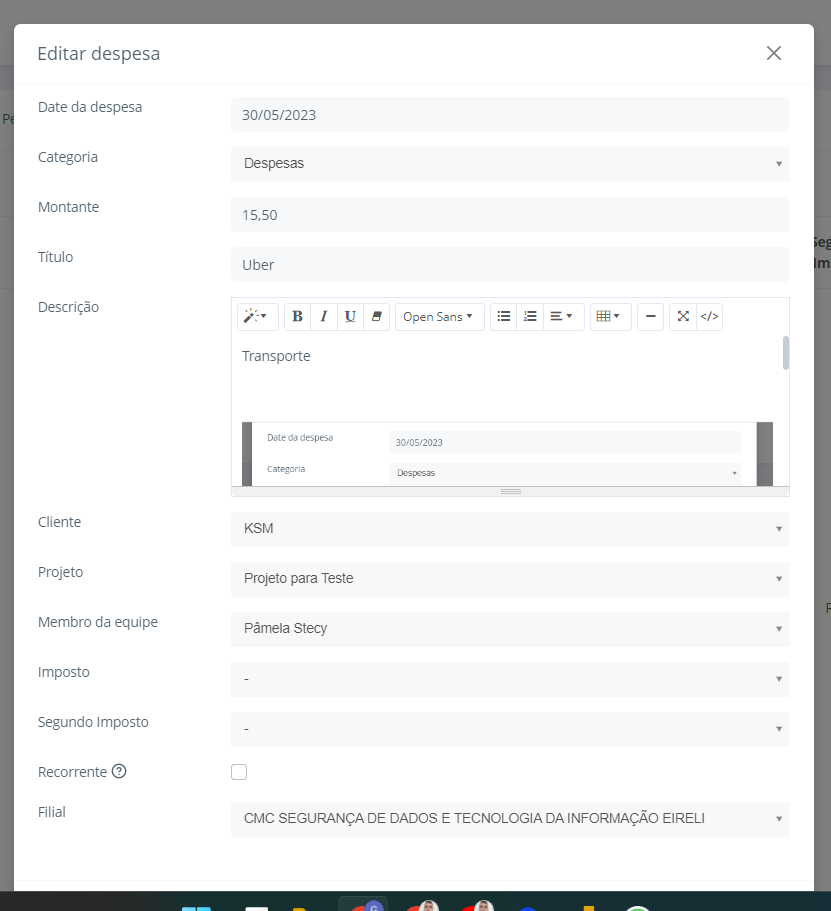 Editar despesa
Date da despesa
30/05/2023
Categoria
Despesas
Montante
15,50
Título
Uber
Descrição
B I U Open Sans </>
Transporte
Date da despesa
30/05/2023
Categoria
Despesas
Cliente
KSM
Projeto
Projeto para Teste
Membro da equipe
Pâmela Stecy
Imposto
-
Segundo Imposto
-
Recorrente ?
Filial
CMC SEGURANÇA DE DADOS E TECNOLOGIA DA INFORMAÇÃO EIRELI